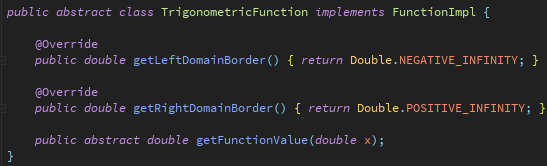 public abstract class TrigonometricFunction implements FunctionImpl {
@Override
public double getLeftDomainBorder() { return Double.NEGATIVE_INFINITY; }
@Override
public double getRightDomainBorder() { return Double.POSITIVE_INFINITY; }
public abstract double getFunctionValue(double x);
}